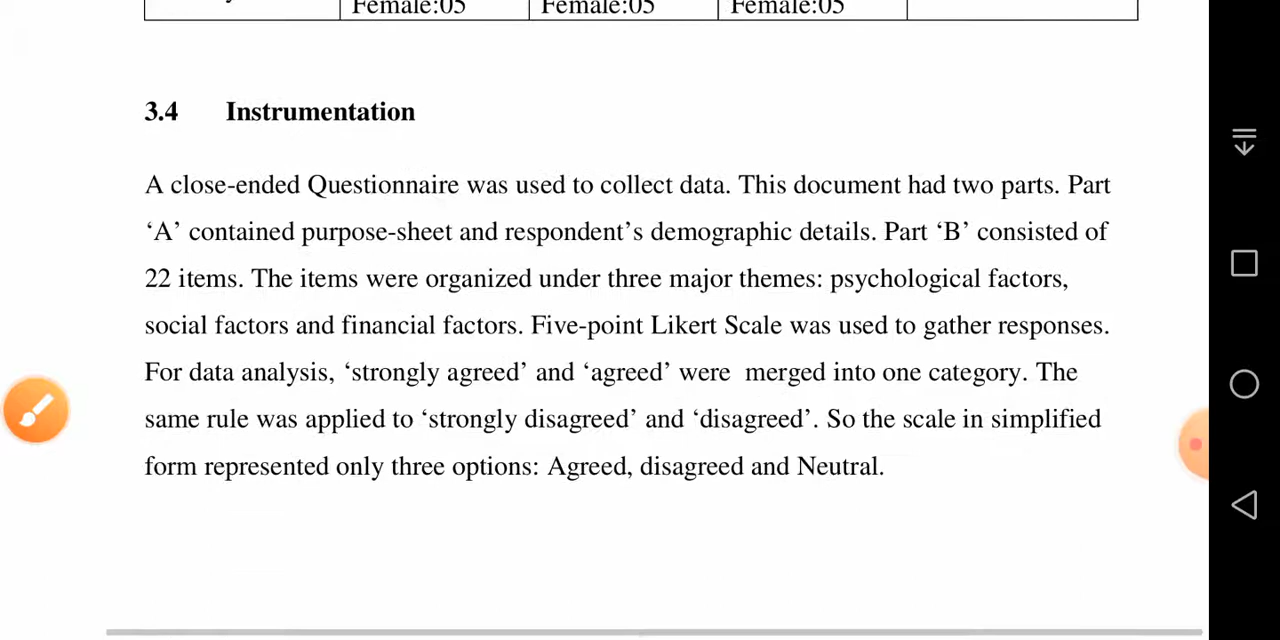 Female:05 Female:05 Female:05
3.4 Instrumentation
A close-ended Questionnaire was used to collect data. This document had two parts. Part
‘A’ contained purpose-sheet and respondent’s demographic details. Part ‘B’ consisted of
22 items. The items were organized under three major themes: psychological factors,
social factors and financial factors. Five-point Likert Scale was used to gather responses.
For data analysis, ‘strongly agreed’ and ‘agreed’ were merged into one category. The
same rule was applied to ‘strongly disagreed’ and ‘disagreed’. So the scale in simplified
form represented only three options: Agreed, disagreed and Neutral.